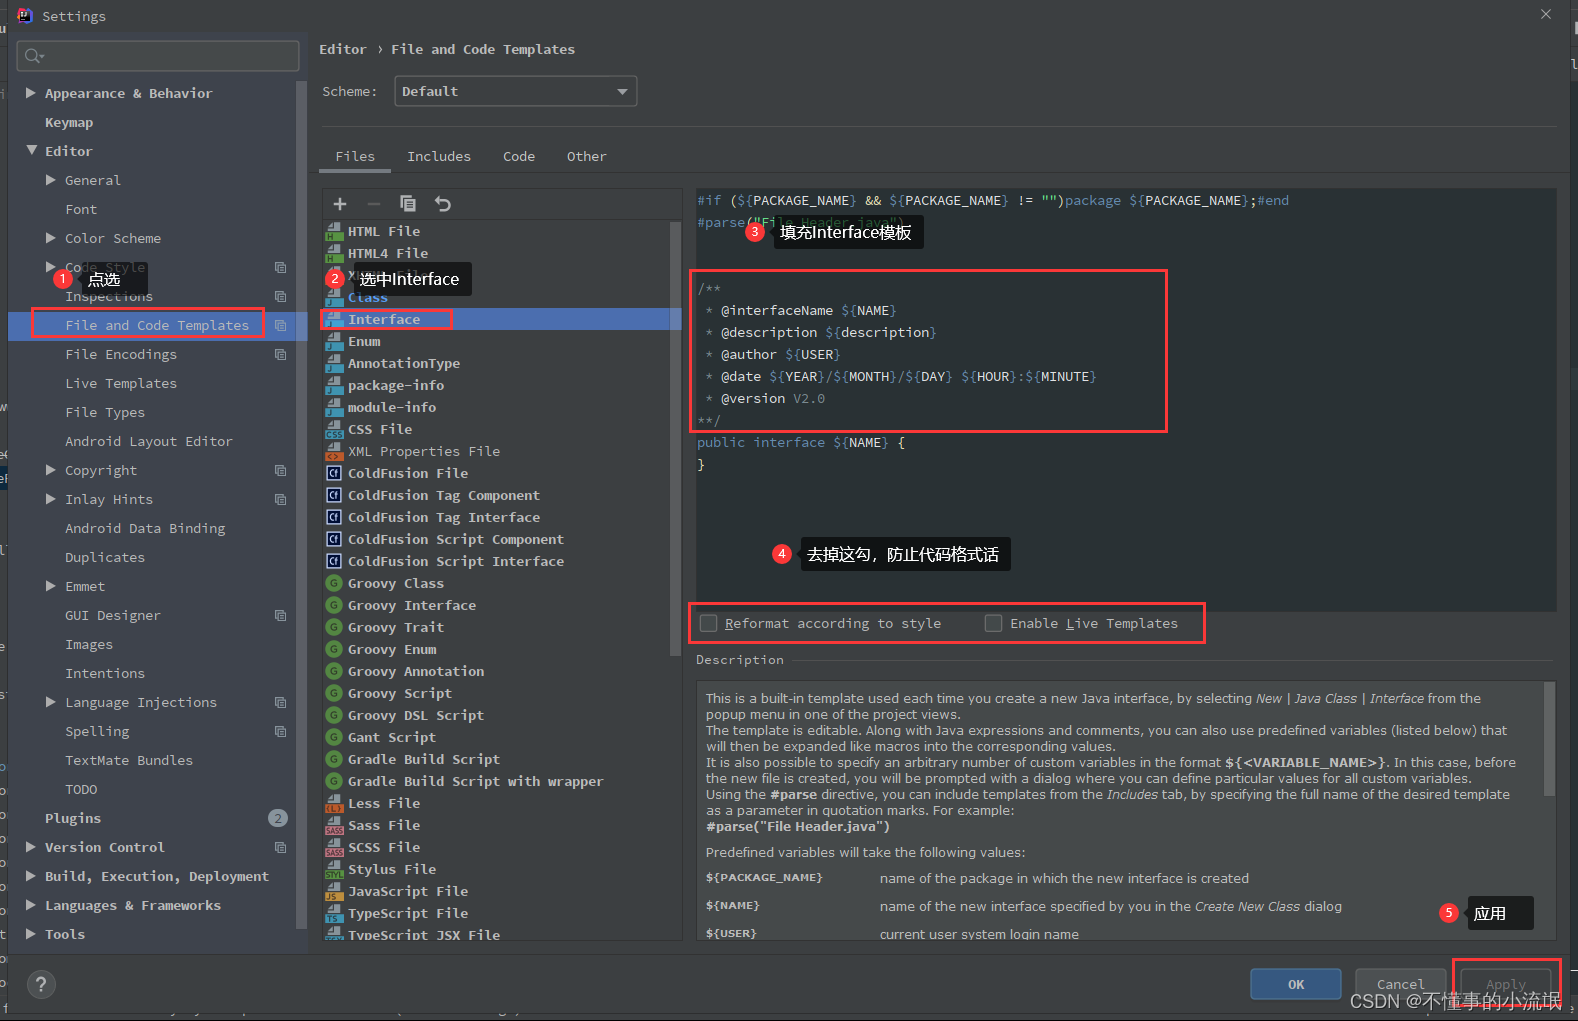 Settings
Appearance & Behavior
Keymap
Editor
General
Font
Color Scheme
Code Style
1 点选
Inspections
File and Code Templates
File Encodings
Live Templates
File Types
Android Layout Editor
Copyright
Inlay Hints
Android Data Binding
Duplicates
Emmet
GUI Designer
Images
Intentions
Language Injections
Spelling
TextMate Bundles
TODO
Plugins 2
Version Control
Build, Execution, Deployment
Languages & Frameworks
Tools
?
Editor › File and Code Templates
Scheme: Default
Files Includes Code Other
HTML File
HTML4 File
2 选中Interface
Class
Interface
Enum
AnnotationType
package-info
module-info
CSS File
XML Properties File
ColdFusion File
ColdFusion Tag Component
ColdFusion Tag Interface
ColdFusion Script Component
ColdFusion Script Interface
Groovy Class
Groovy Interface
Groovy Trait
Groovy Enum
Groovy Annotation
Groovy Script
Groovy DSL Script
Gant Script
Gradle Build Script
Gradle Build Script with wrapper
Less File
Sass File
SCSS File
Stylus File
JavaScript File
TypeScript File
TypeScript JSX File
#if (${PACKAGE_NAME} && ${PACKAGE_NAME} != "")package ${PACKAGE_NAME};#end
#parse("File Header.java")
3 填充Interface模板
/**
* @interfaceName ${NAME}
* @description ${description}
* @author ${USER}
* @date ${YEAR}/${MONTH}/${DAY} ${HOUR}:${MINUTE}
* @version V2.0
**/
public interface ${NAME} {
}
4 去掉这勾，防止代码格式话
Reformat according to style Enable Live Templates
Description
This is a built-in template used each time you create a new Java interface, by selecting New | Java Class | Interface from the
popup menu in one of the project views.
The template is editable. Along with Java expressions and comments, you can also use predefined variables (listed below) that
will then be expanded like macros into the corresponding values.
It is also possible to specify an arbitrary number of custom variables in the format ${<VARIABLE_NAME>}. In this case, before
the new file is created, you will be prompted with a dialog where you can define particular values for all custom variables.
Using the #parse directive, you can include templates from the Includes tab, by specifying the full name of the desired template
as a parameter in quotation marks. For example:
#parse("File Header.java")
Predefined variables will take the following values:
${PACKAGE_NAME} name of the package in which the new interface is created
${NAME} name of the new interface specified by you in the Create New Class dialog
${USER} current user system login name
5 应用
OK Cancel Apply
CSDN @不懂事的小流氓